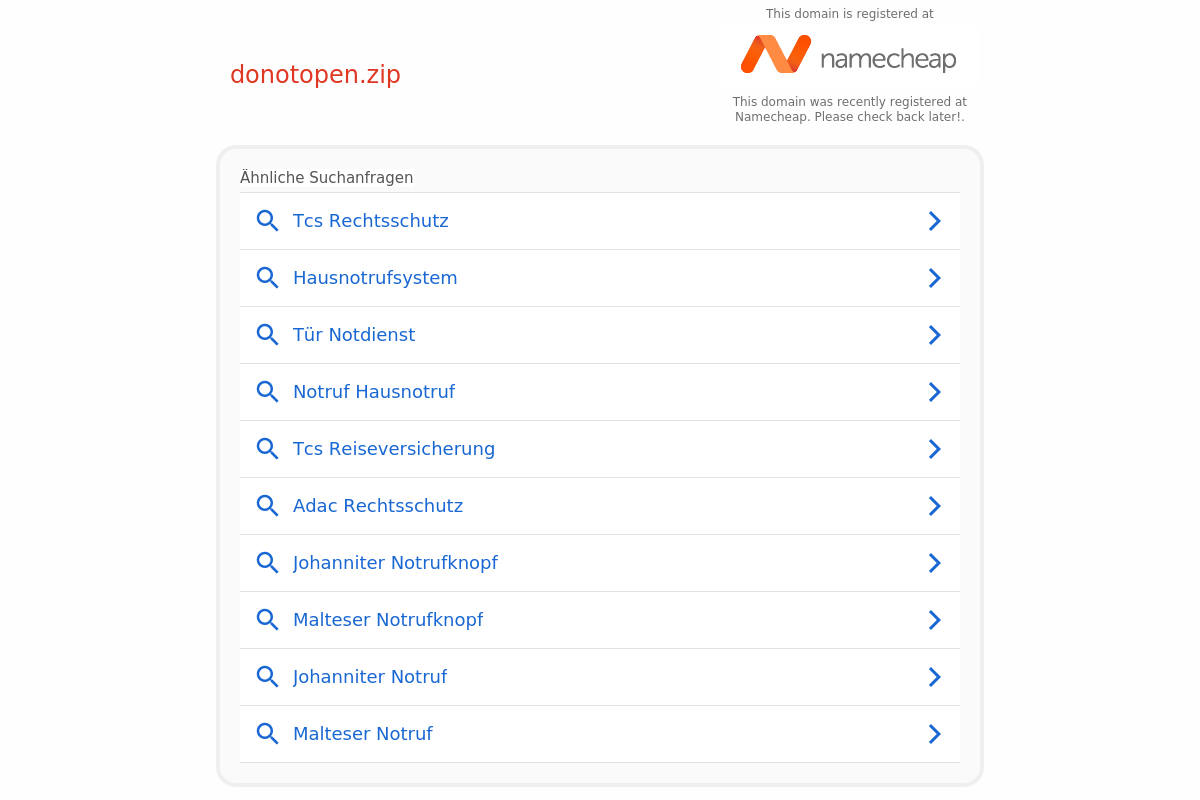 This domain is registered at
namecheap
donotopen.zip
This domain was recently registered at
Namecheap. Please check back later!.
Ähnliche Suchanfragen
Tcs Rechtsschutz
Hausnotrufsystem
Tür Notdienst
Notruf Hausnotruf
Tcs Reiseversicherung
Adac Rechtsschutz
Johanniter Notrufknopf
Malteser Notrufknopf
Johanniter Notruf
Malteser Notruf